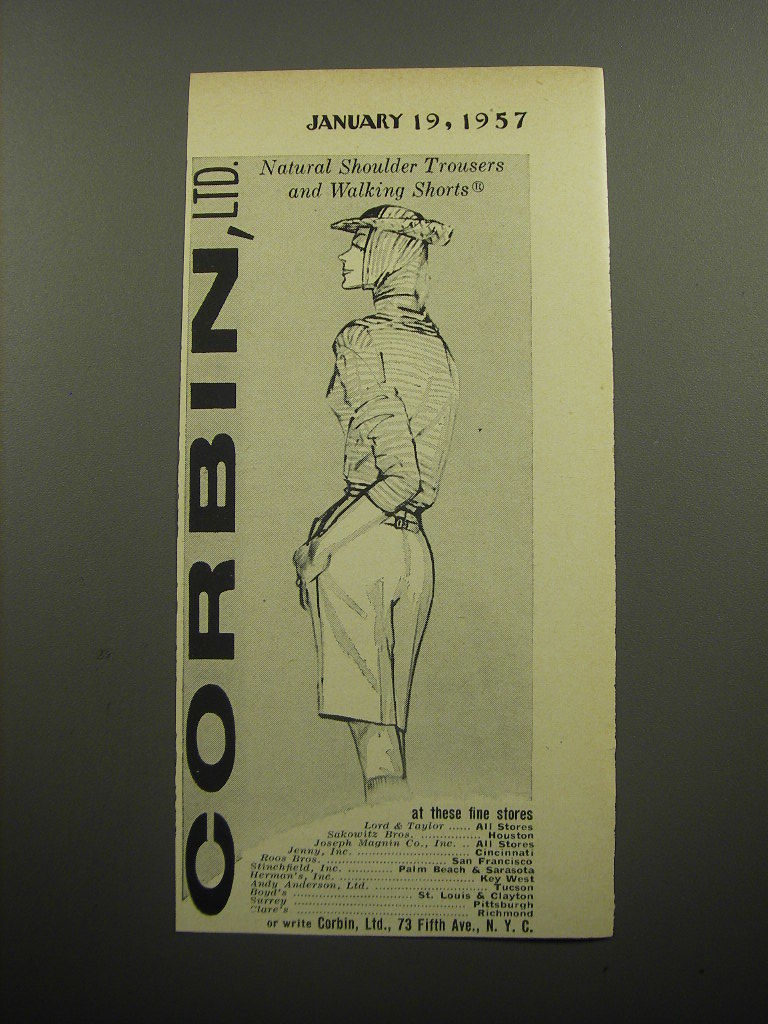 JANUARY 19, 1957
CORBIN, LTD.
Natural Shoulder Trousers
and Walking Shorts®
at these fine stores
Lord & Taylor ...... All Stores
Sakowitz Bros. ................ Houston
Joseph Magnin Co., Inc. .. All Stores
Jenny, Inc. ........................... Cincinnati
Roos Bros. ............................ San Francisco
Stinchfield, Inc. ........... Palm Beach & Sarasota
Herman's, Inc. ................................ Key West
Andy Anderson, Ltd. ........................... Tucson
Boyd's ............................ St. Louis & Clayton
Surrey ........................................ Pittsburgh
Clare's ........................................ Richmond
or write Corbin, Ltd., 73 Fifth Ave., N. Y. C.